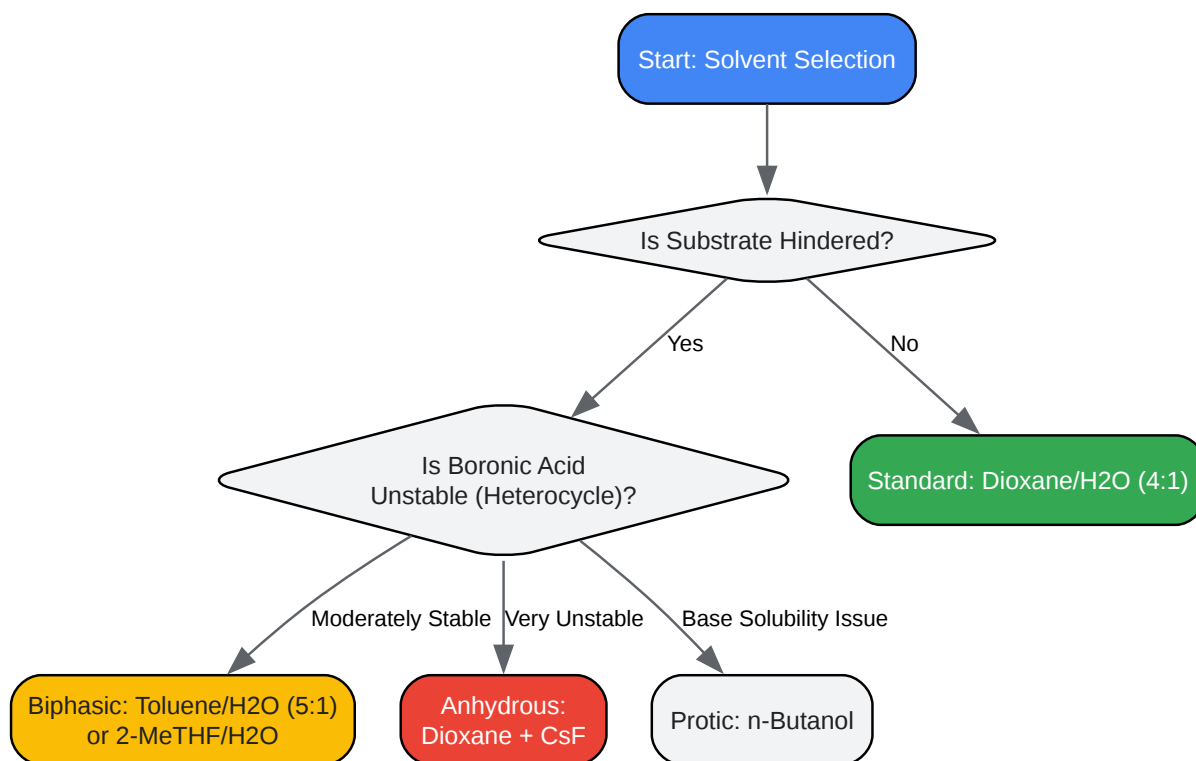 Start: Solvent Selection
Is Substrate Hindered?
Yes
No
Is Boronic Acid
Unstable (Heterocycle)?
Standard: Dioxane/H2O (4:1)
Moderately Stable
Very Unstable
Base Solubility Issue
Biphasic: Toluene/H2O (5:1)
or 2-MeTHF/H2O
Anhydrous:
Dioxane + CsF
Protic: n-Butanol